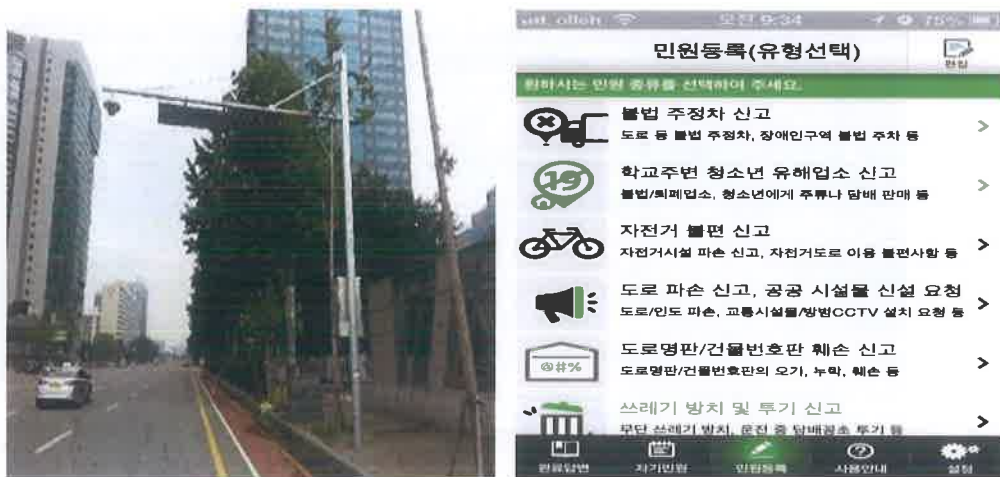 olleh 오전 9:34 75%
민원등록(유형선택)
편집
원하시는 민원 종류를 선택하여 주세요.
불법 주정차 신고
도로 등 불법 주정차, 장애인구역 불법 주차 등
19
학교주변 청소년 유해업소 신고
불법/퇴폐업소, 청소년에게 주류나 담배 판매 등
자전거 불편 신고
자전거시설 파손 신고, 자전거도로 이용 불편사항 등
도로 파손 신고, 공공 시설물 신설 요청
도로/인도 파손, 교통시설물/방범CCTV 설치 요청 등
@#%
도로명판/건물번호판 훼손 신고
도로명판/건물번호판의 오기, 누락, 훼손 등
쓰레기 방치 및 투기 신고
무단 쓰레기 방치, 운전 중 담배꽁초 투기 등
완료답변 자기민원 민원등록 사용안내 설정